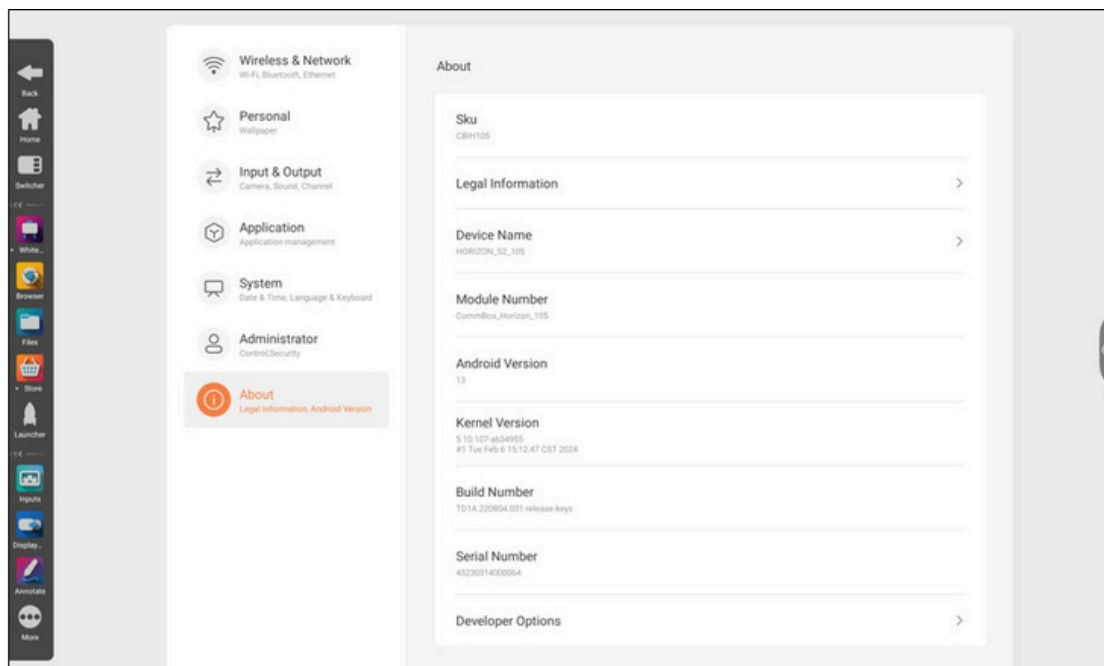 Back
Home
Switcher
White..
Browser
Files
Store
Launcher
Inputs
Display..
Annotate
More
Wireless & Network
Wi-Fi, Bluetooth, Ethernet
Personal
Wallpaper
Input & Output
Camera, Sound, Channel
Application
Application management
System
Date & Time, Language & Keyboard
Administrator
Control,Security
About
Legal Information, Android Version
About
Sku
CBIH105
Legal Information
Device Name
HORIZON_S2_105
Module Number
CommBox_Horizon_105
Android Version
13
Kernel Version
5.10.107-ab34955
#1 Tue Feb 6 15:12:47 CST 2024
Build Number
TD1A.220804.031 release-keys
Serial Number
45230314000064
Developer Options